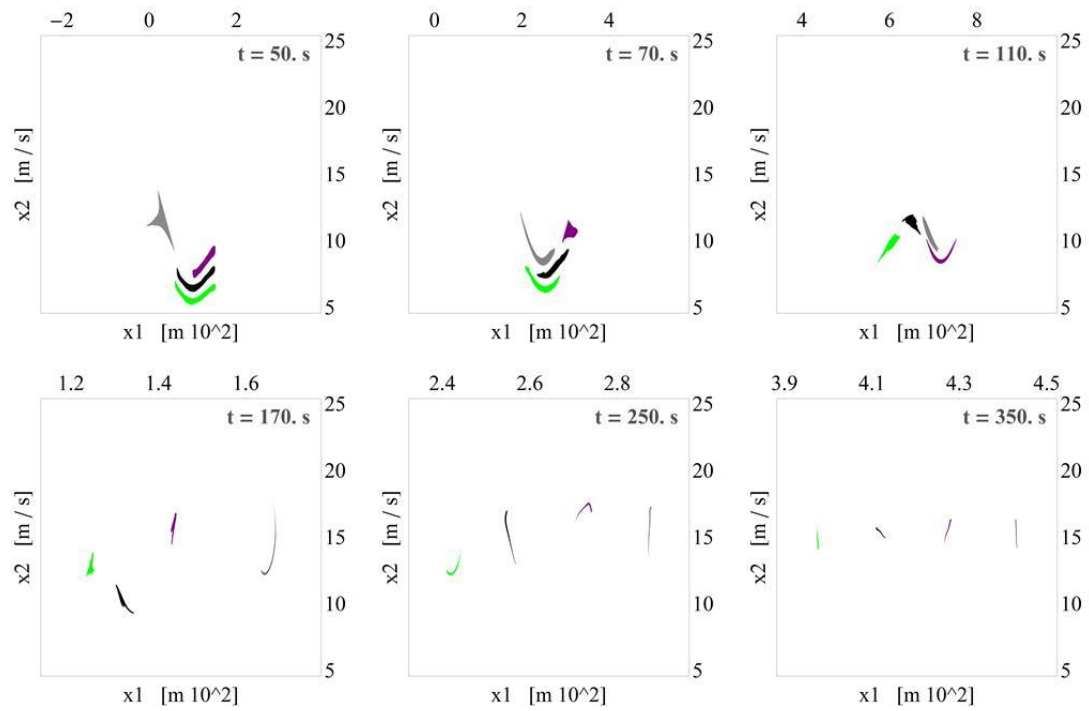 −2 0 2
t = 50. s
25
20
15
10
5
x2 [m / s]
x1 [m 10^2]
0 2 4
t = 70. s
25
20
15
10
5
x2 [m / s]
x1 [m 10^2]
4 6 8
t = 110. s
25
20
15
10
5
x2 [m / s]
x1 [m 10^2]
1.2 1.4 1.6
t = 170. s
25
20
15
10
5
x2 [m / s]
x1 [m 10^2]
2.4 2.6 2.8
t = 250. s
25
20
15
10
5
x2 [m / s]
x1 [m 10^2]
3.9 4.1 4.3 4.5
t = 350. s
25
20
15
10
5
x2 [m / s]
x1 [m 10^2]